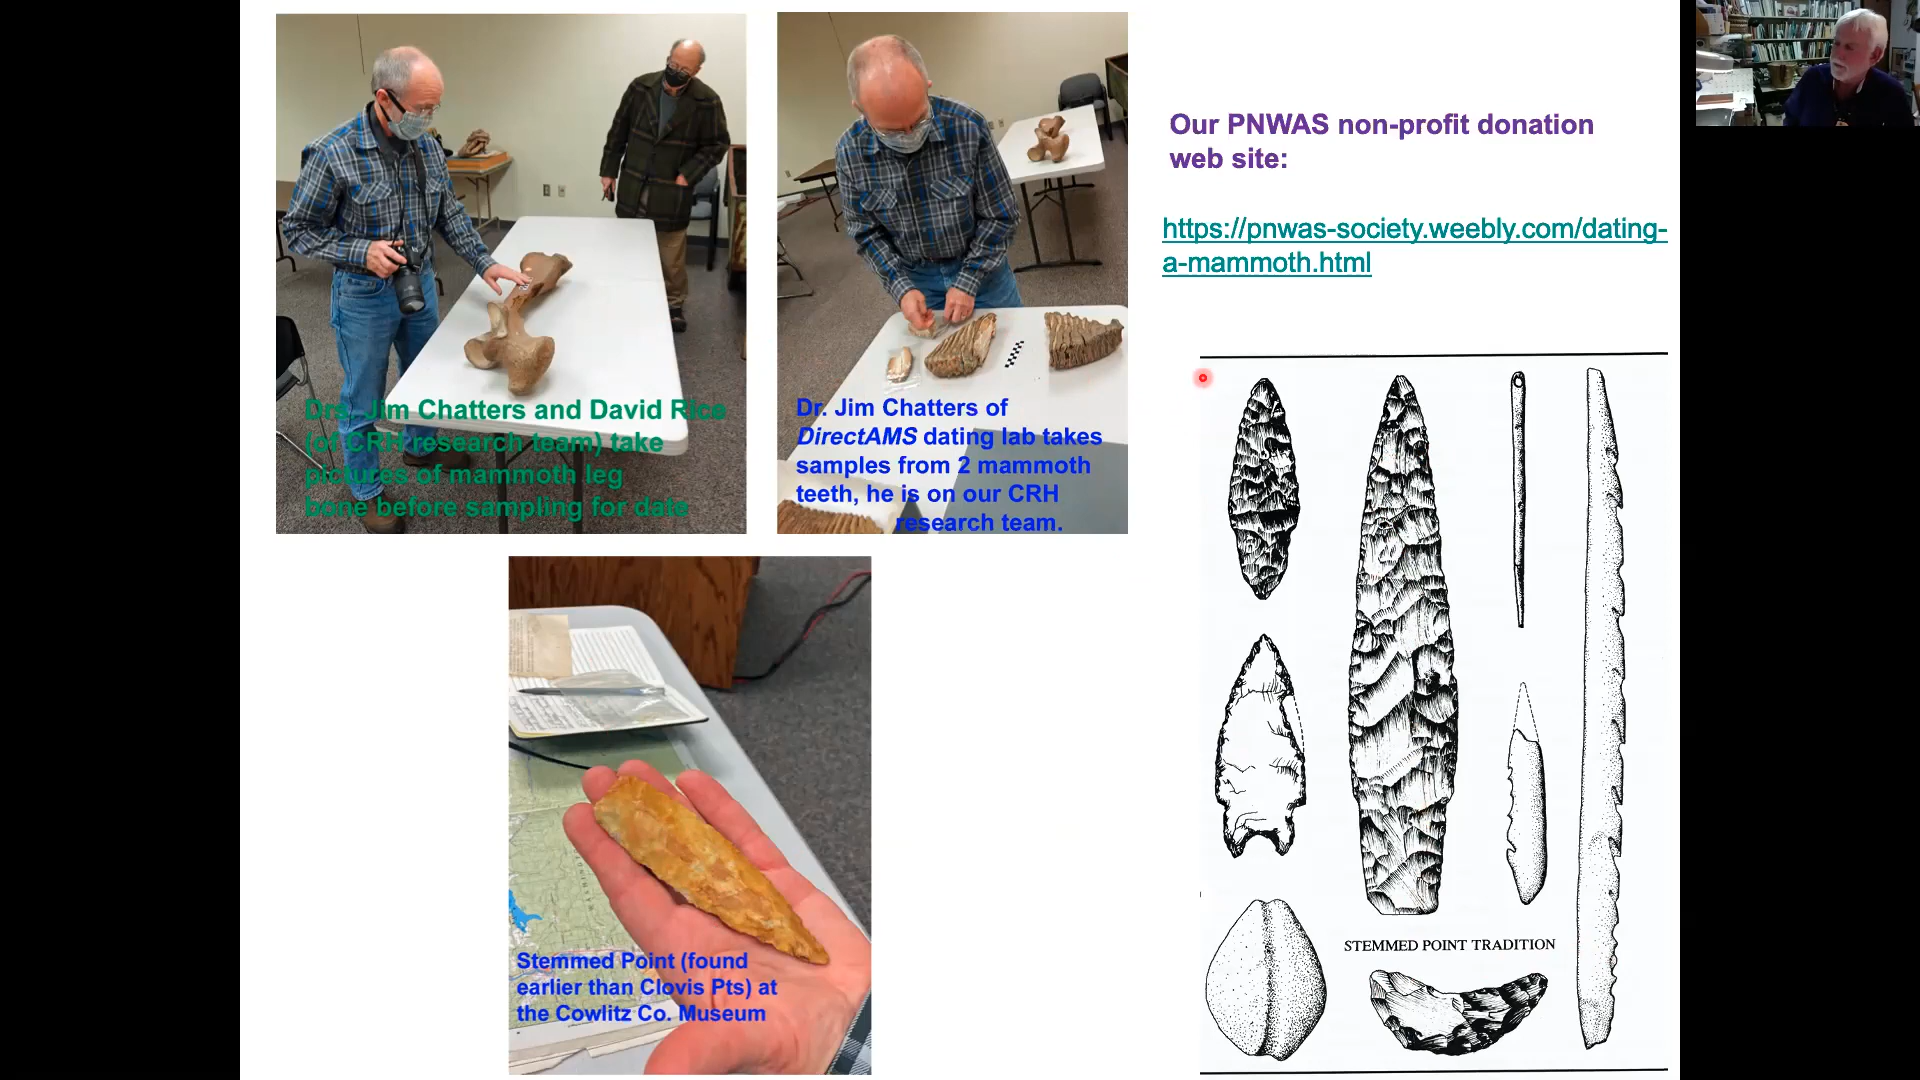 Drs. Jim Chatters and David Rice
(of CRH research team) take
pictures of mammoth leg
bone before sampling for date
Dr. Jim Chatters of
DirectAMS dating lab takes
samples from 2 mammoth
teeth, he is on our CRH
research team.
Our PNWAS non-profit donation
web site:
https://pnwas-society.weebly.com/dating-
a-mammoth.html
Stemmed Point (found
earlier than Clovis Pts) at
the Cowlitz Co. Museum
STEMMED POINT TRADITION